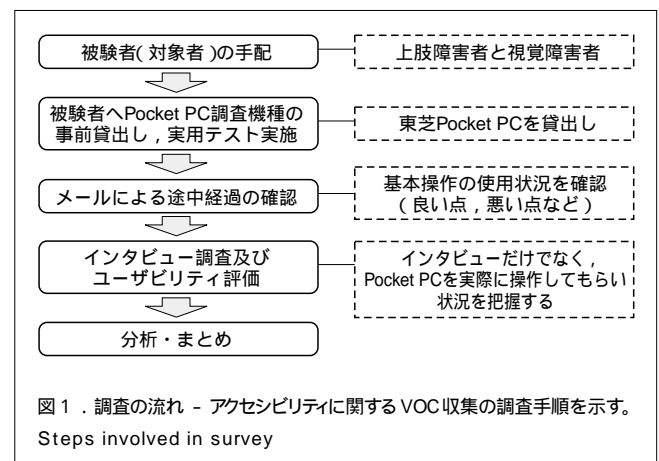 被験者(対象者)の手配
上肢障害者と視覚障害者
被験者へPocket PC調査機種の
事前貸出し，実用テスト実施
東芝Pocket PCを貸出し
メールによる途中経過の確認
基本操作の使用状況を確認
(良い点，悪い点など)
インタビュー調査及び
ユーザビリティ評価
インタビューだけでなく，
Pocket PCを実際に操作してもらい
状況を把握する
分析・まとめ
図1．調査の流れ - アクセシビリティに関するVOC収集の調査手順を示す。
Steps involved in survey